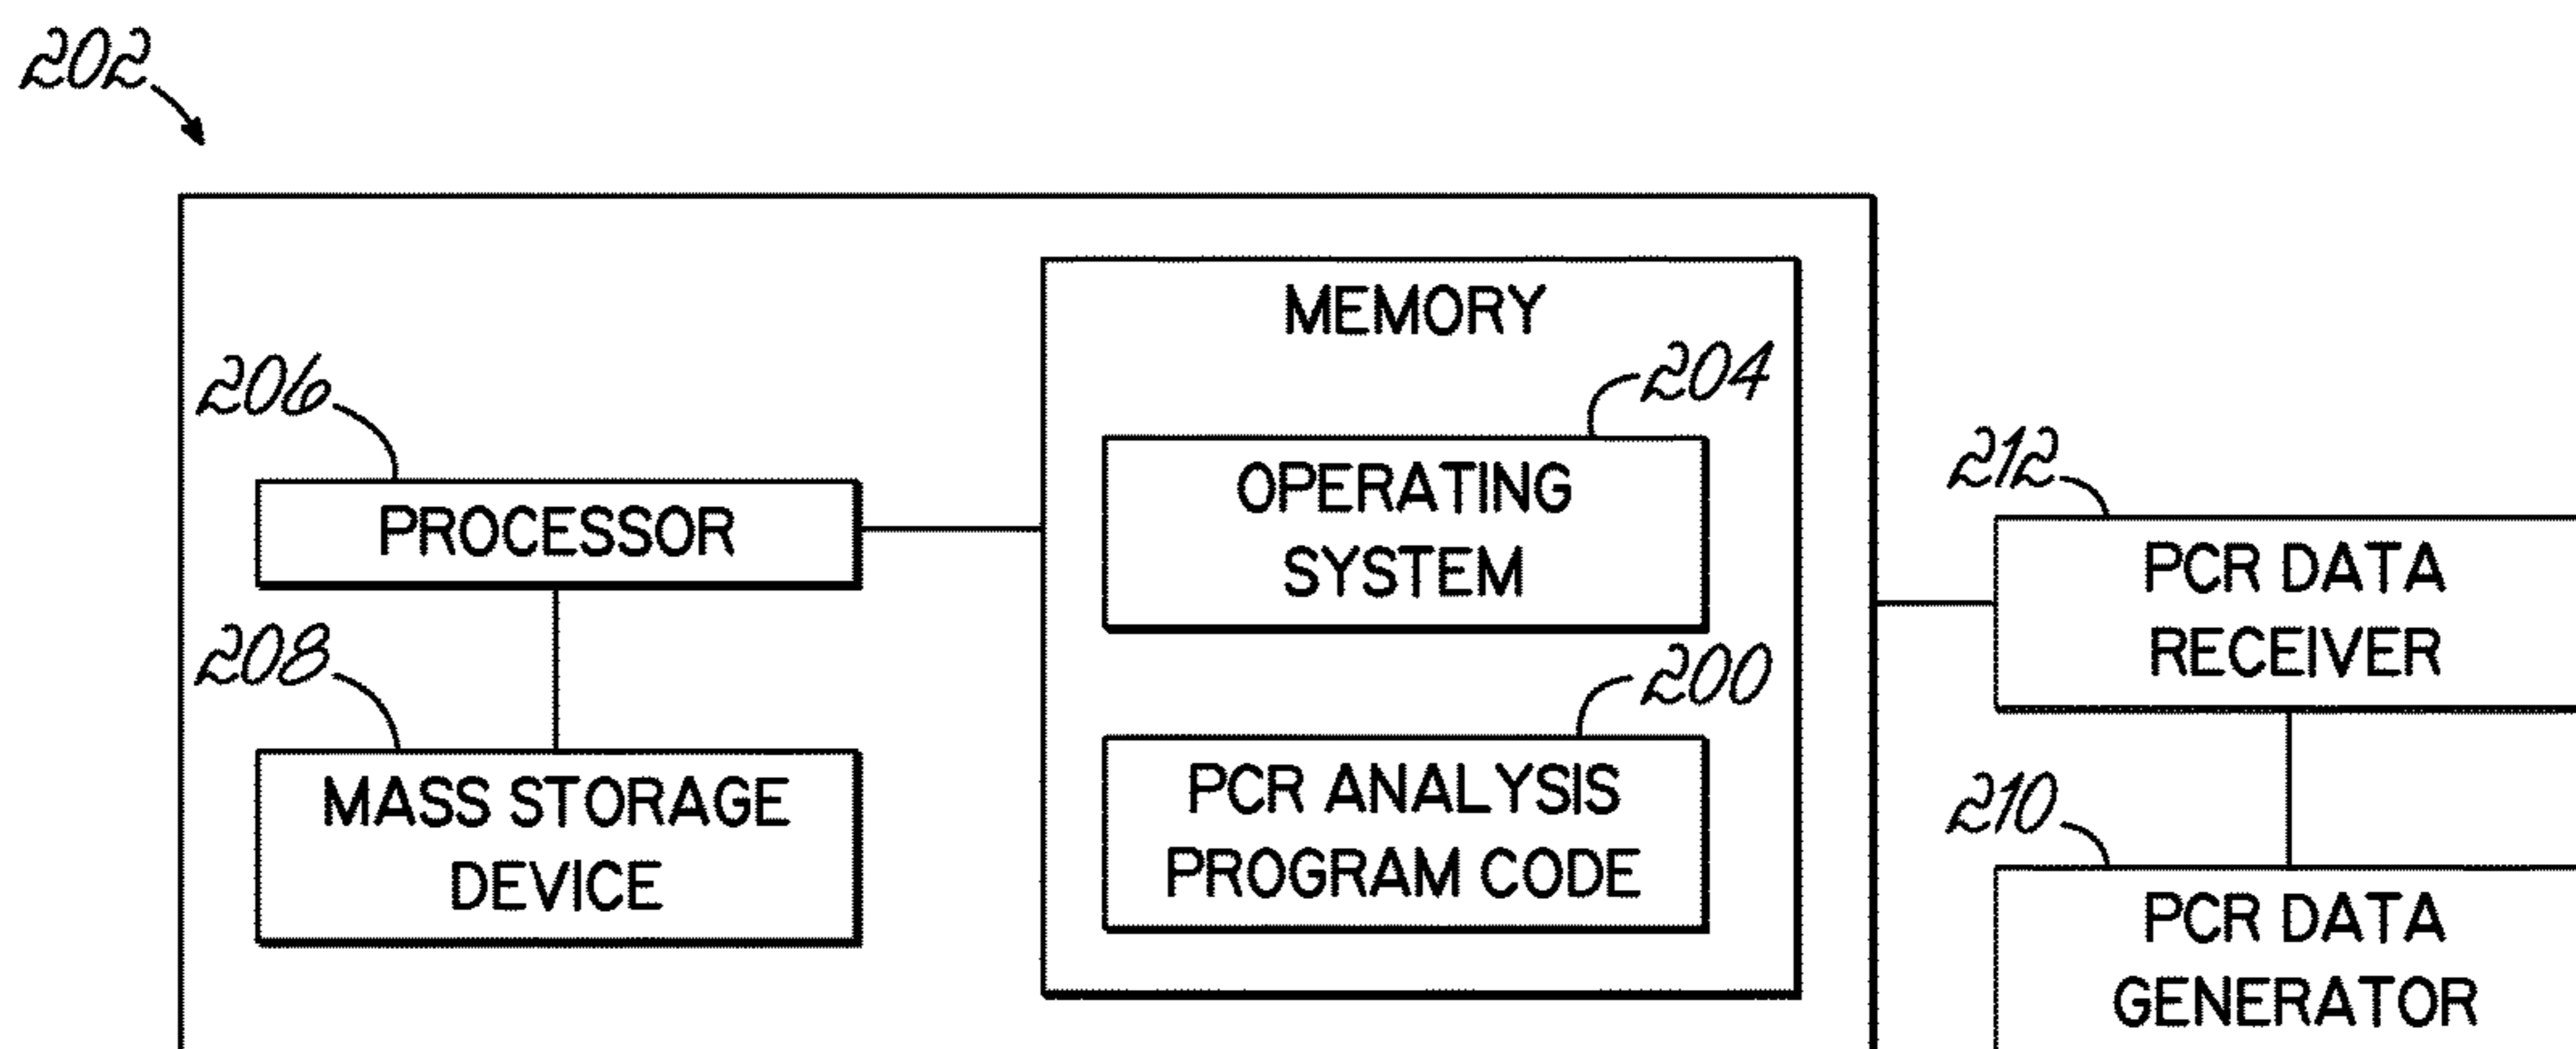 202
MEMORY
206
204
OPERATING
SYSTEM
PROCESSOR
212
PCR DATA
RECEIVER
208
200
MASS STORAGE
DEVICE
PCR ANALYSIS
PROGRAM CODE
210
PCR DATA
GENERATOR